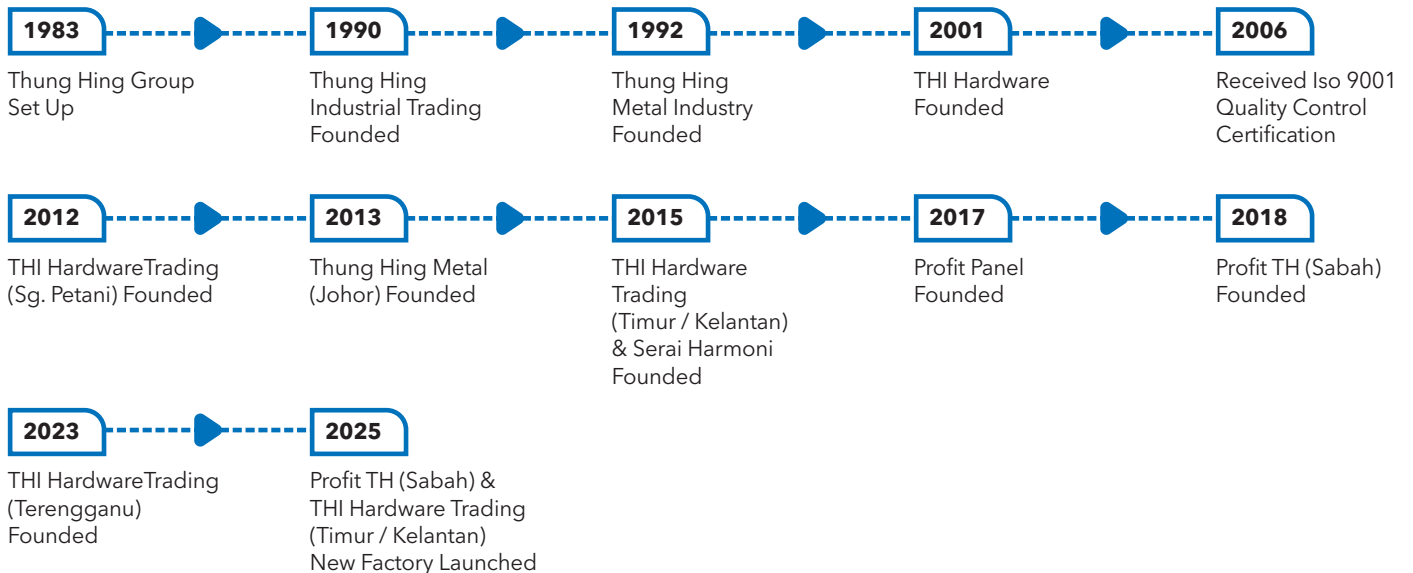 1983
Thung Hing Group
Set Up
1990
Thung Hing
Industrial Trading
Founded
1992
Thung Hing
Metal Industry
Founded
2001
THI Hardware
Founded
2006
Received Iso 9001
Quality Control
Certification
2012
THI HardwareTrading
(Sg. Petani) Founded
2013
Thung Hing Metal
(Johor) Founded
2015
THI Hardware
Trading
(Timur / Kelantan)
& Serai Harmoni
Founded
2017
Profit Panel
Founded
2018
Profit TH (Sabah)
Founded
2023
THI HardwareTrading
(Terengganu)
Founded
2025
Profit TH (Sabah) &
THI Hardware Trading
(Timur / Kelantan)
New Factory Launched